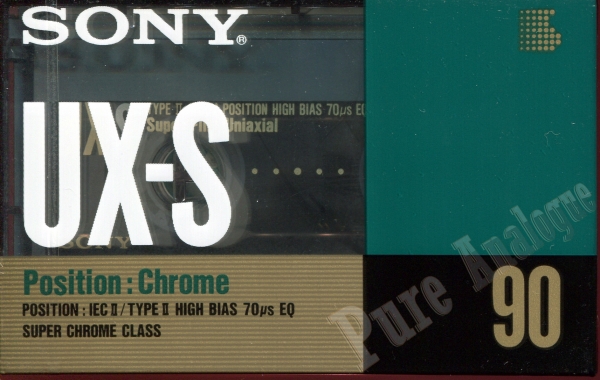 SONY®
TYPE-II POSITION HIGH BIAS 70μs EQ
Uniaxial
UX-S
SONY
Position : Chrome
POSITION : IEC II / TYPE II HIGH BIAS 70μs EQ
SUPER CHROME CLASS
90
Pure Analogue